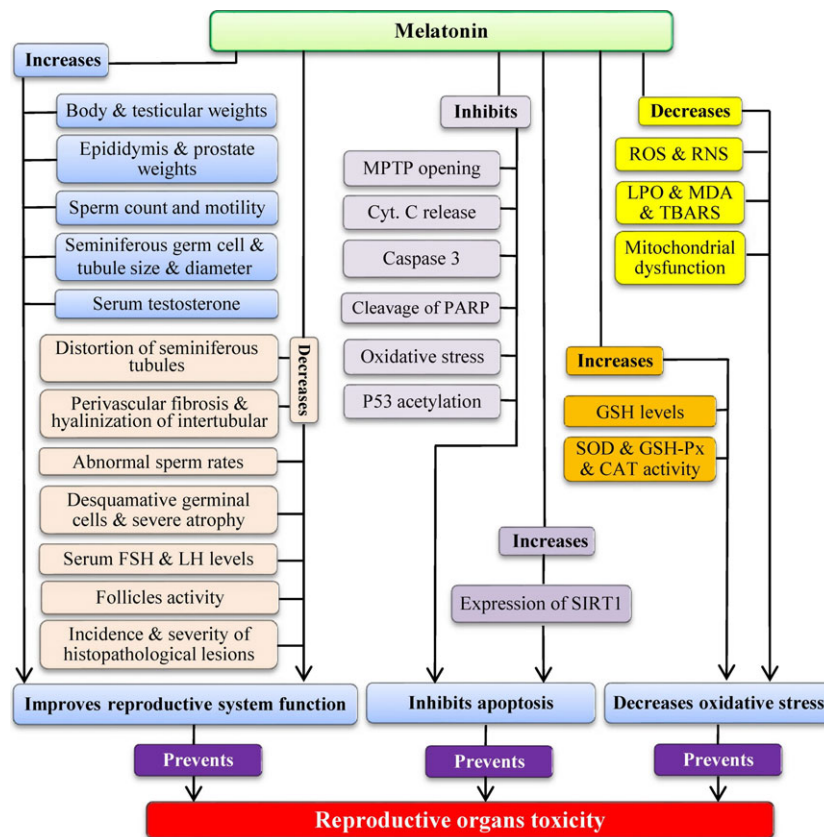 Melatonin
Increases
Body & testicular weights
Epididymis & prostate
weights
Sperm count and motility
Seminiferous germ cell &
tubule size & diameter
Serum testosterone
Decreases
Distortion of seminiferous
tubules
Perivascular fibrosis &
hyalinization of intertubular
Abnormal sperm rates
Desquamative germinal
cells & severe atrophy
Serum FSH & LH levels
Follicles activity
Incidence & severity of
histopathological lesions
Inhibits
MPTP opening
Cyt. C release
Caspase 3
Cleavage of PARP
Oxidative stress
P53 acetylation
Increases
Expression of SIRT1
Decreases
ROS & RNS
LPO & MDA
& TBARS
Mitochondrial
dysfunction
Increases
GSH levels
SOD & GSH-Px
& CAT activity
Improves reproductive system function
Inhibits apoptosis
Decreases oxidative stress
Prevents
Prevents
Prevents
Reproductive organs toxicity